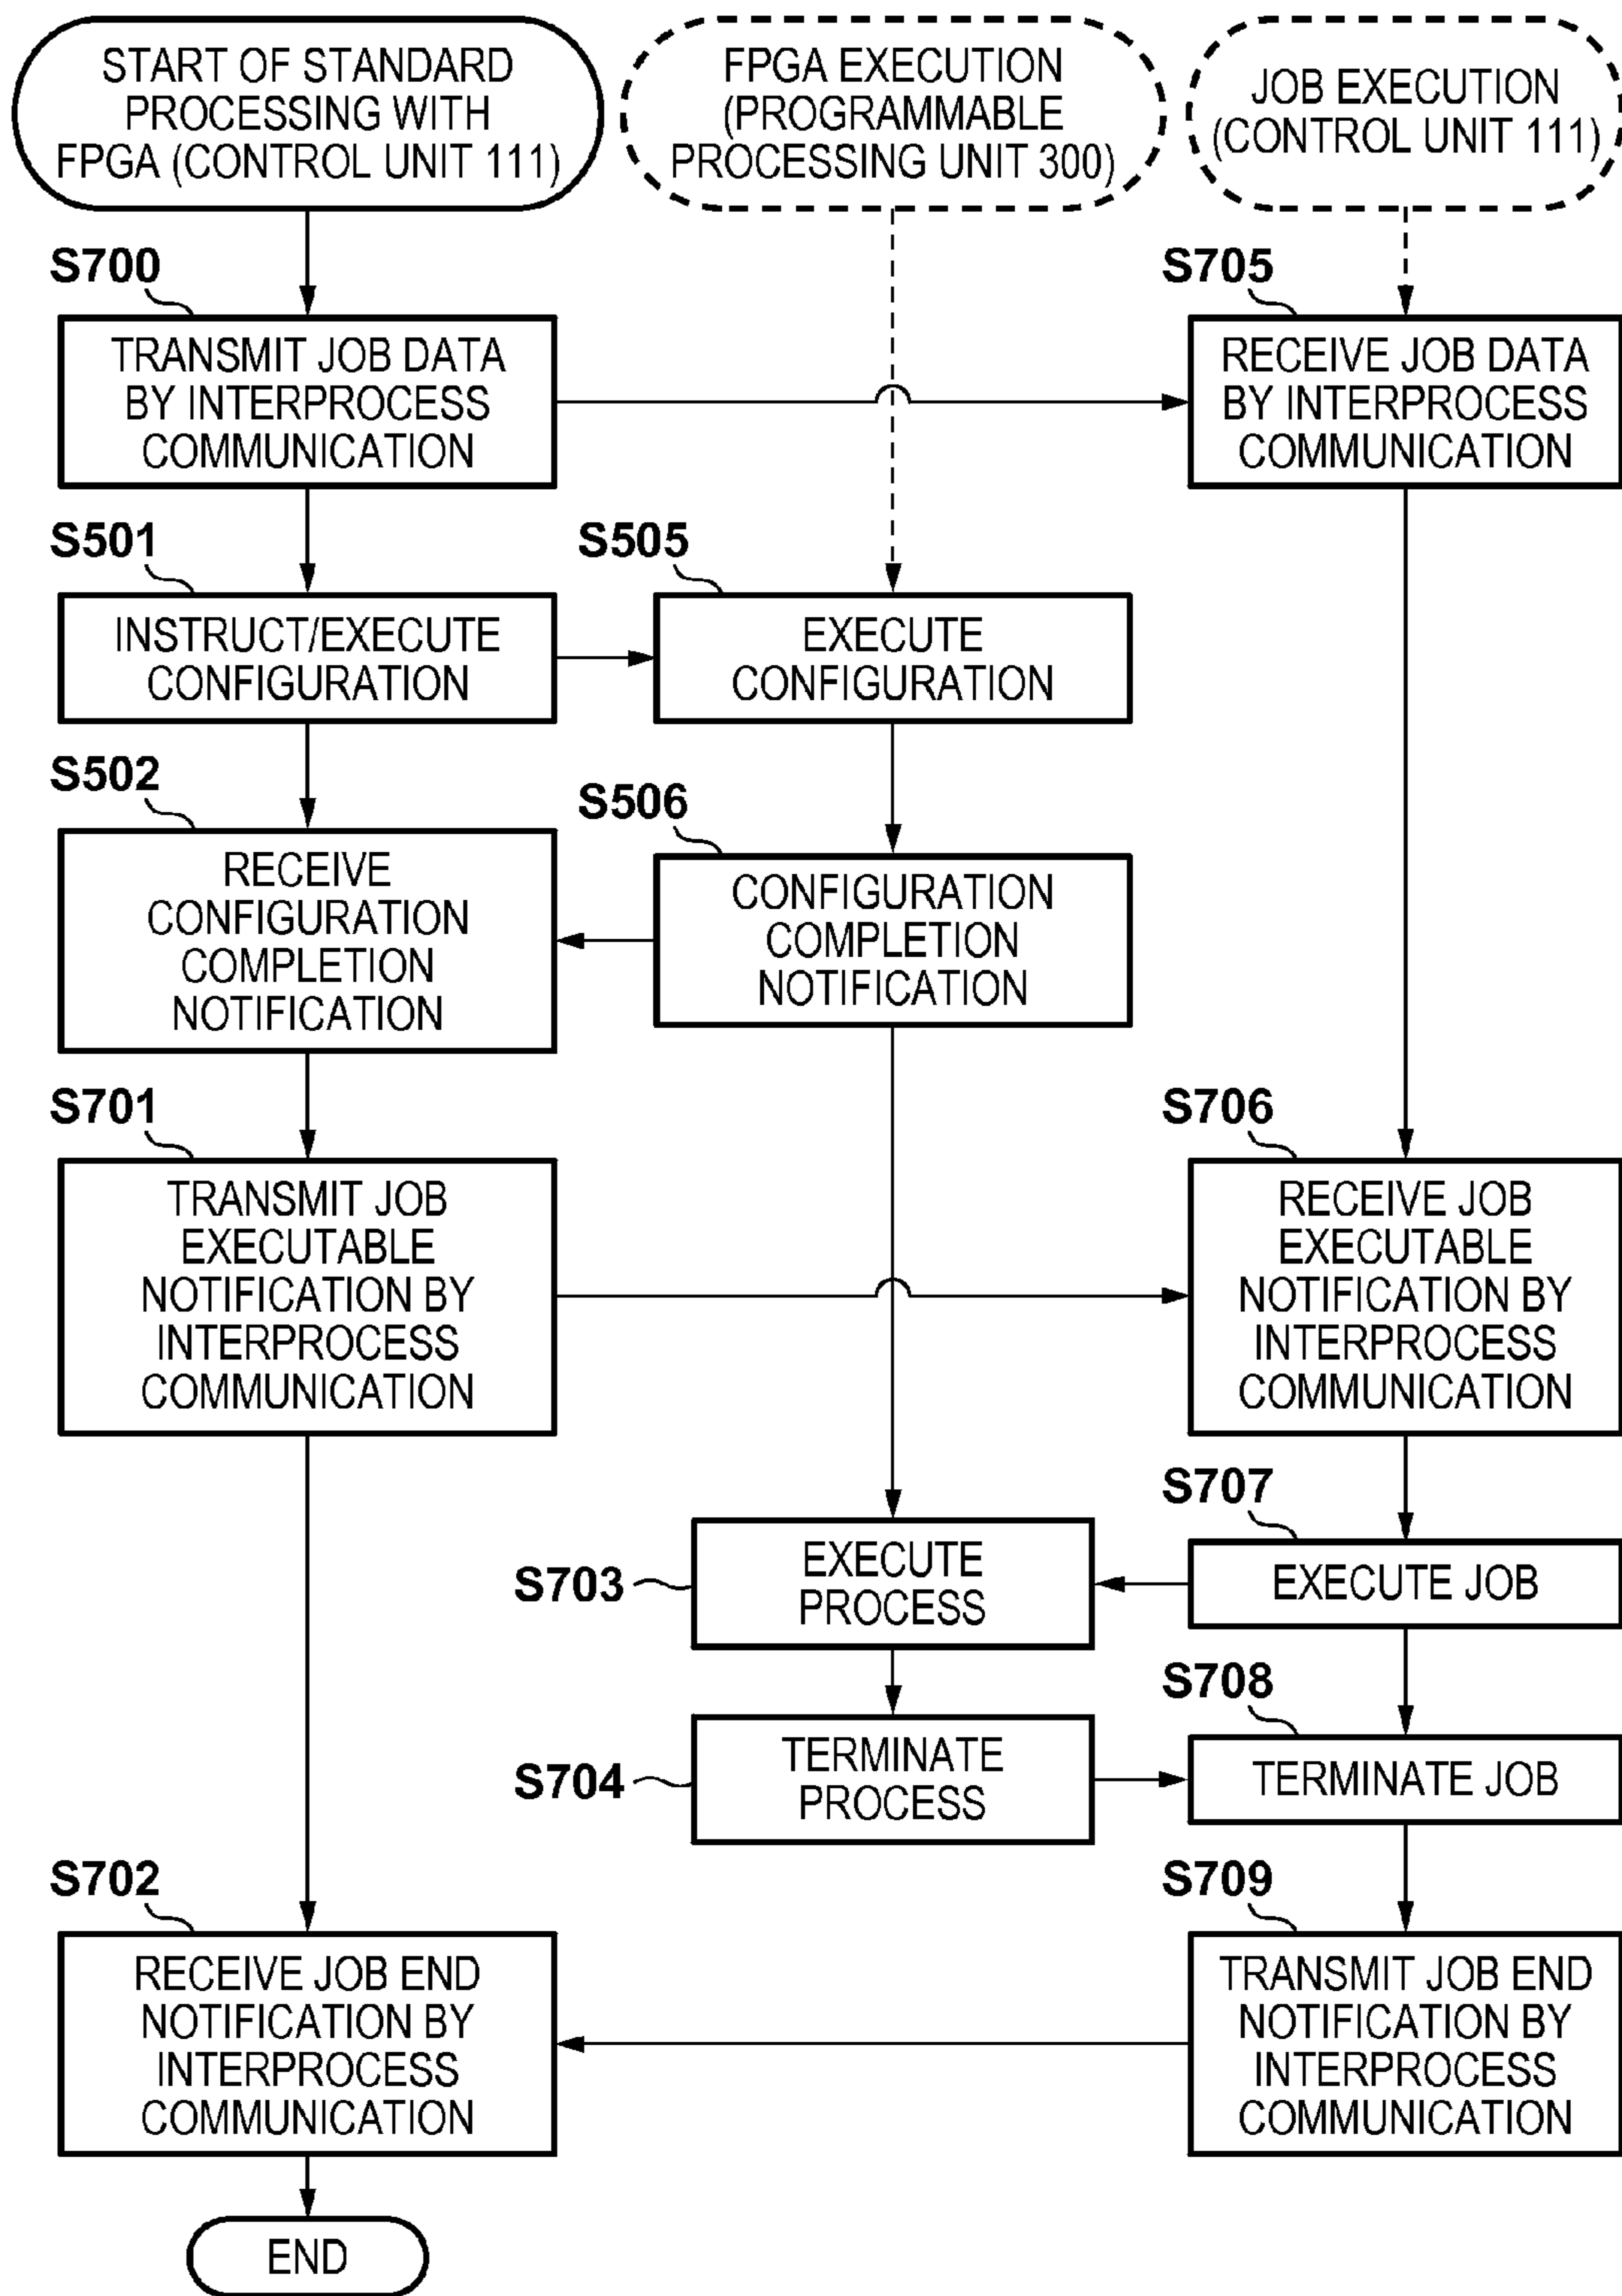 START OF STANDARD
PROCESSING WITH
FPGA (CONTROL UNIT 111)
FPGA EXECUTION
(PROGRAMMABLE
PROCESSING UNIT 300)
JOB EXECUTION
(CONTROL UNIT 111)
S700
TRANSMIT JOB DATA
BY INTERPROCESS
COMMUNICATION
S705
RECEIVE JOB DATA
BY INTERPROCESS
COMMUNICATION
S501
INSTRUCT/EXECUTE
CONFIGURATION
S505
EXECUTE
CONFIGURATION
S502
RECEIVE
CONFIGURATION
COMPLETION
NOTIFICATION
S506
CONFIGURATION
COMPLETION
NOTIFICATION
S701
TRANSMIT JOB
EXECUTABLE
NOTIFICATION BY
INTERPROCESS
COMMUNICATION
S706
RECEIVE JOB
EXECUTABLE
NOTIFICATION BY
INTERPROCESS
COMMUNICATION
S703
EXECUTE
PROCESS
S707
EXECUTE JOB
S704
TERMINATE
PROCESS
S708
TERMINATE JOB
S702
RECEIVE JOB END
NOTIFICATION BY
INTERPROCESS
COMMUNICATION
S709
TRANSMIT JOB END
NOTIFICATION BY
INTERPROCESS
COMMUNICATION
END